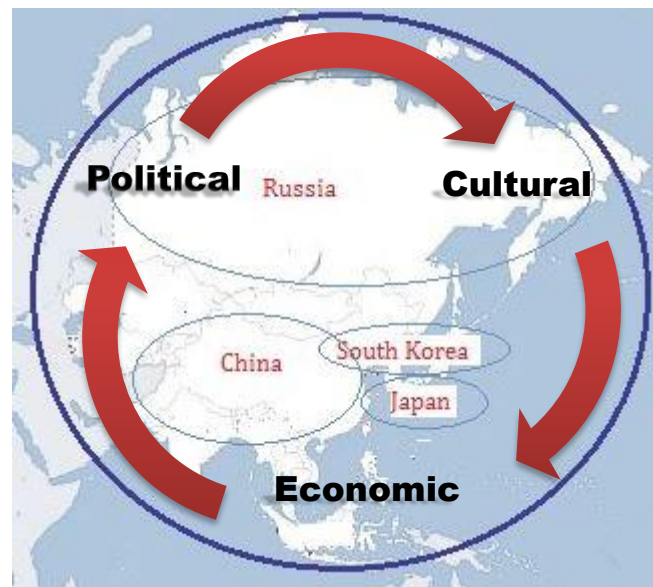 Political
Russia
Cultural
China
South Korea
Japan
Economic